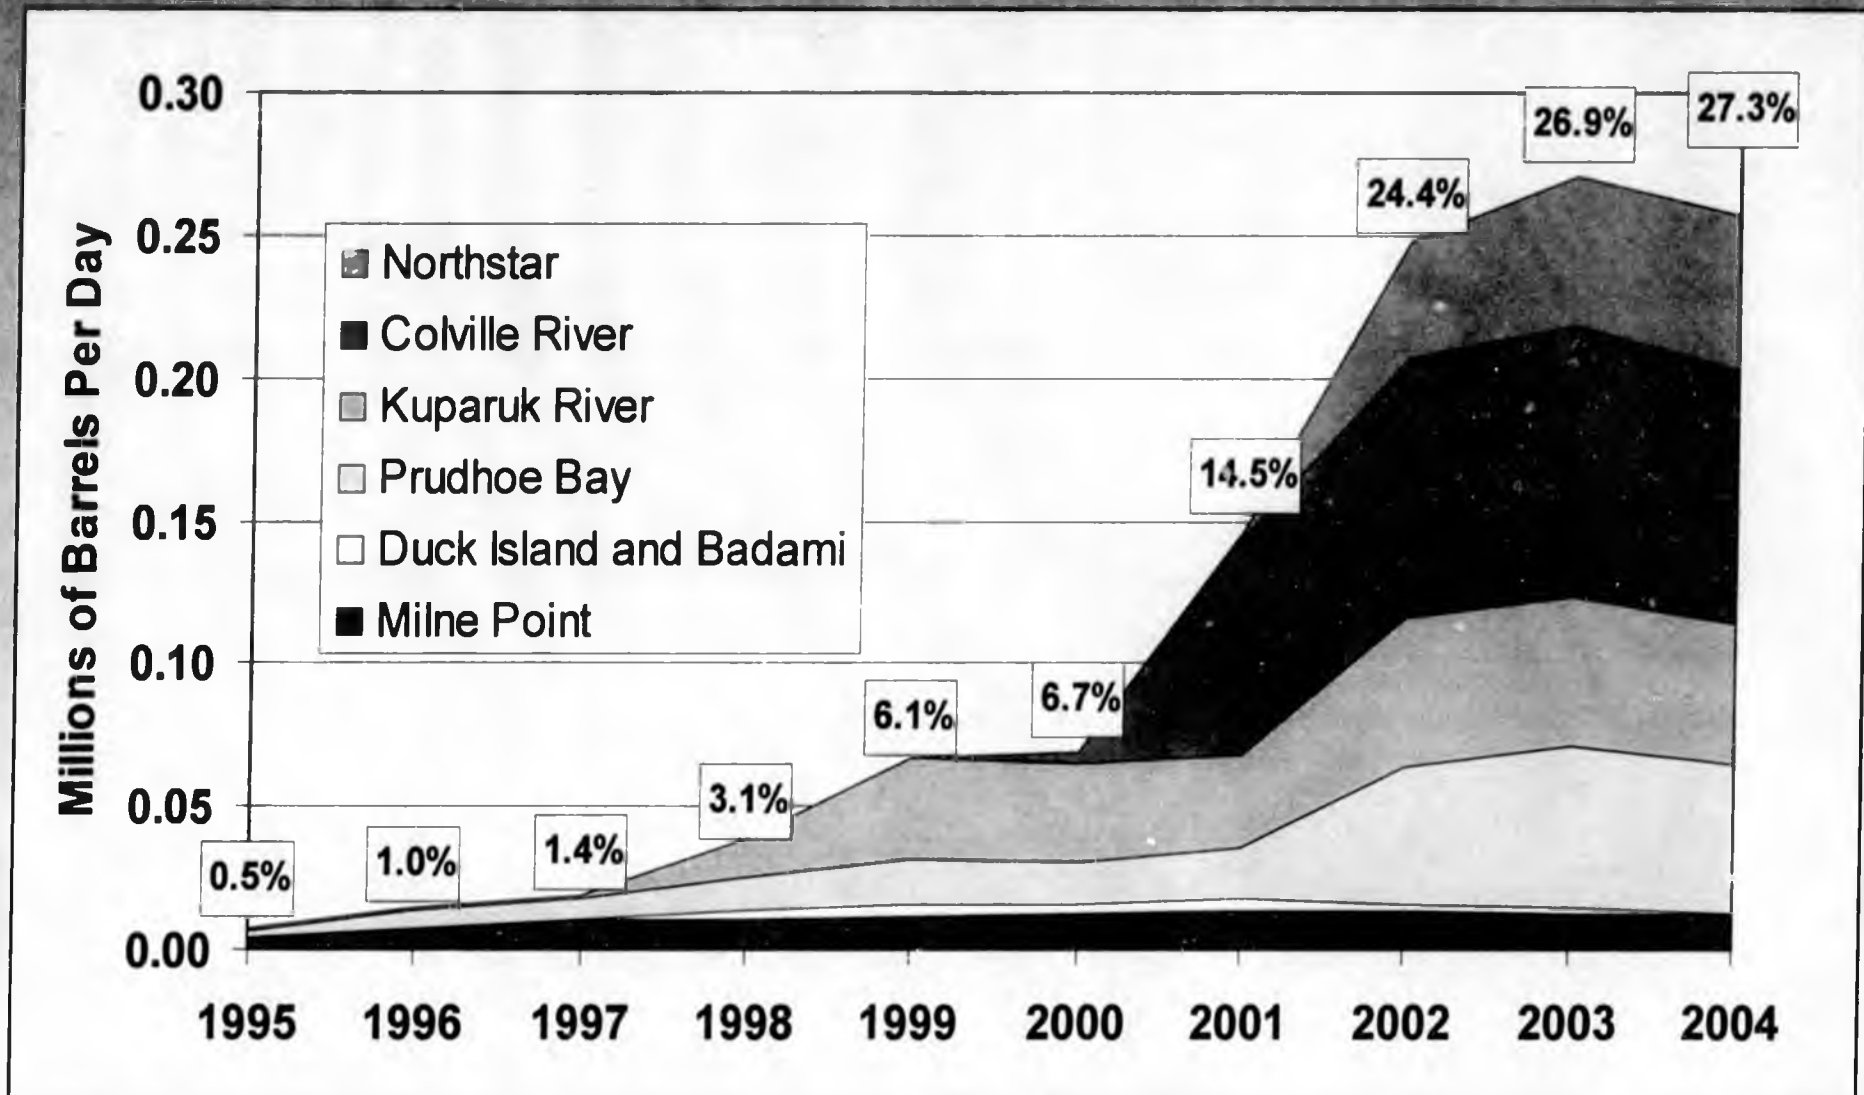 0.30
0.25
0.20
0.15
0.10
0.05
0.00
Millions of Barrels Per Day
Northstar
Colville River
Kuparuk River
Prudhoe Bay
Duck Island and Badami
Milne Point
0.5%
1.0%
1.4%
3.1%
6.1%
6.7%
14.5%
24.4%
26.9%
27.3%
1995 1996 1997 1998 1999 2000 2001 2002 2003 2004